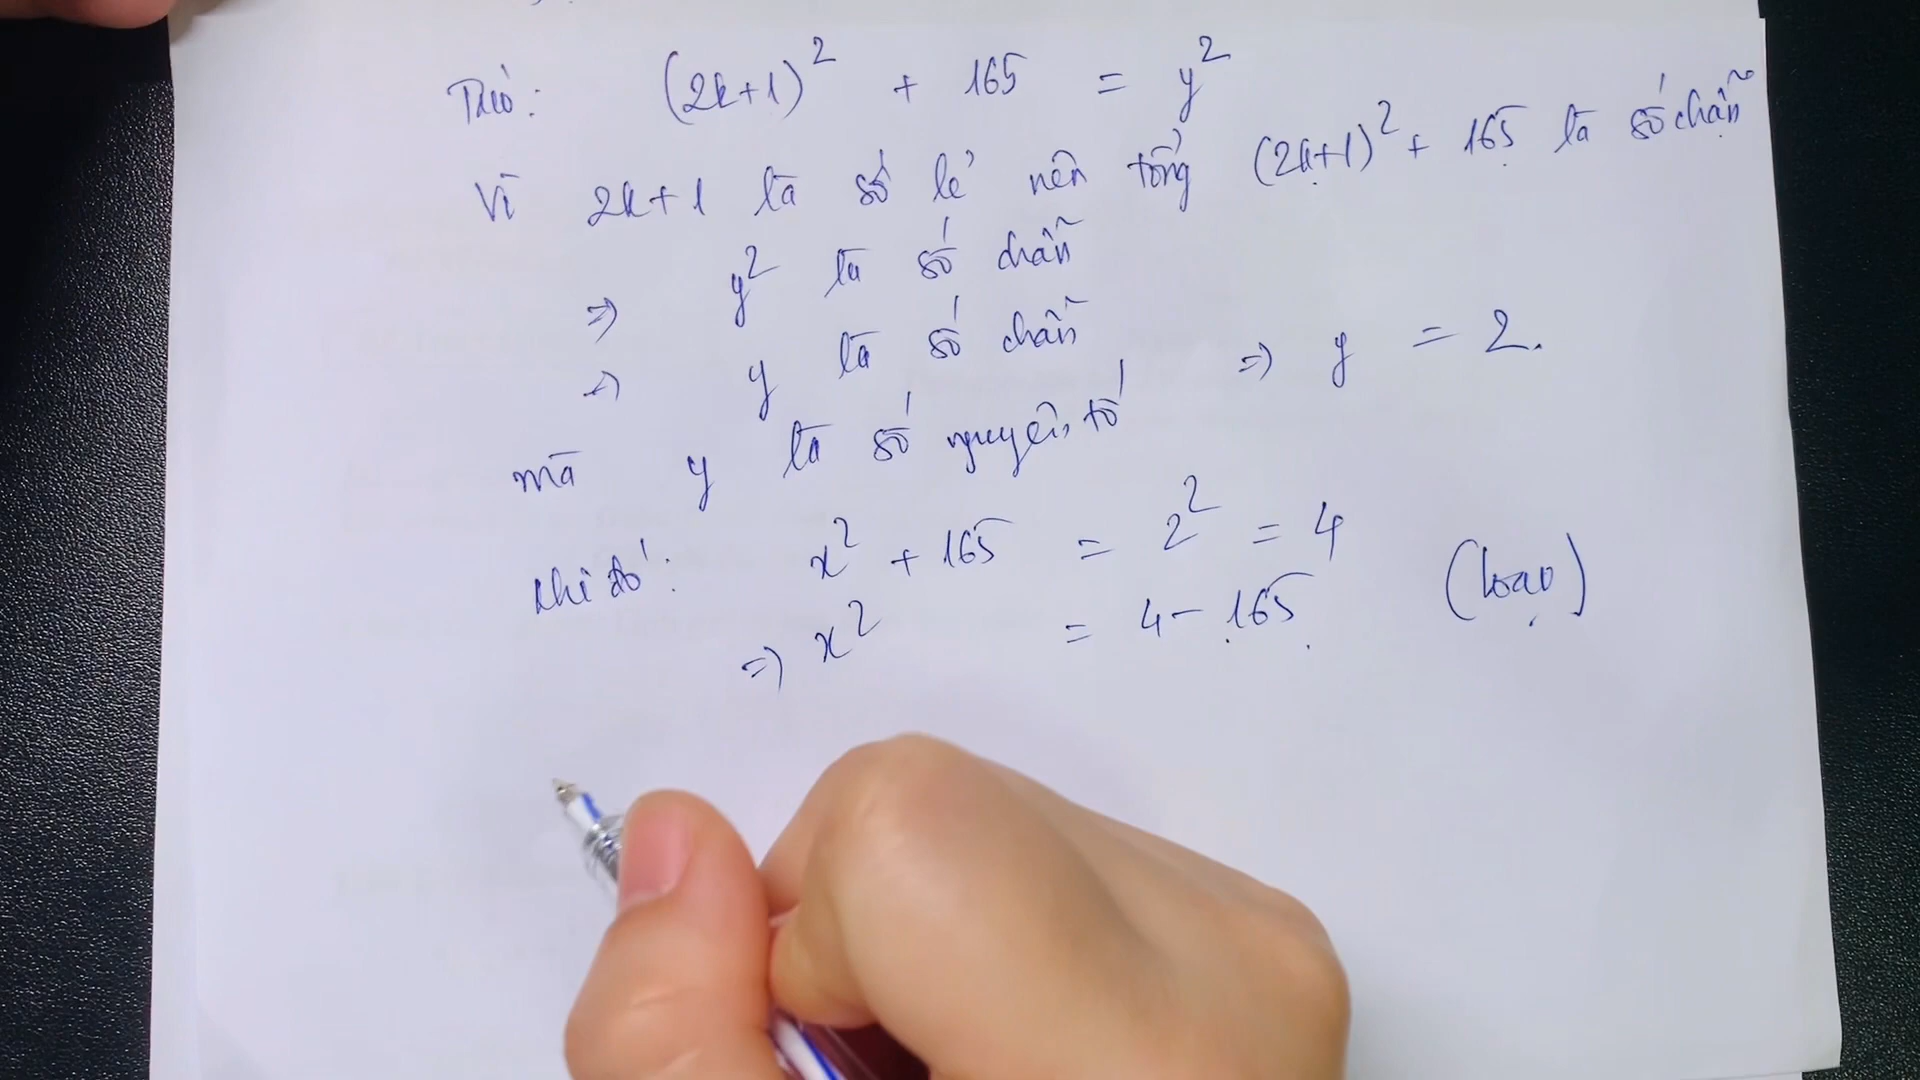 (2k+1)² + 165 = y²
Vì 2k+1 là số lẻ nên tổng (2k+1)² + 165 là số chẵn
=> y² là số chẵn
=> y là số chẵn
mà y là số nguyên tố => y = 2.
khi đó: x² + 165 = 2² = 4
=> x² = 4 - 165 (loại)